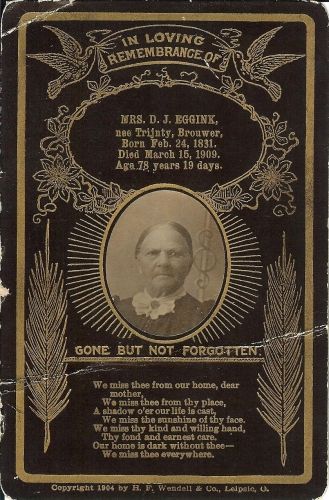 IN LOVING
REMEMBRANCE OF
MRS. D. J. EGGINK,
nee Trijnty, Brouwer,
Born Feb. 24, 1831.
Died March 15, 1909.
Age 78 years 19 days.
GONE BUT NOT FORGOTTEN.
We miss thee from our home, dear
mother,
We miss thee from thy place,
A shadow o'er our life is cast,
We miss the sunshine of thy face.
We miss thy kind and willing hand,
Thy fond and earnest care.
Our home is dark without thee—
We miss thee everywhere.
Copyright 1904 by H. F. Wendell & Co., Leipsic, O.